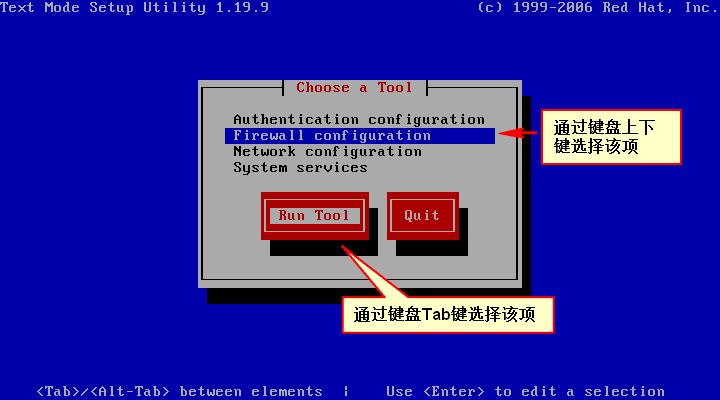 Text Mode Setup Utility 1.19.9 (c) 1999-2006 Red Hat, Inc.
Choose a Tool
Authentication configuration
Firewall configuration
Network configuration
System services
通过键盘上下
键选择该项
Run Tool Quit
通过键盘Tab键选择该项
<Tab>/<Alt-Tab> between elements | Use <Enter> to edit a selection